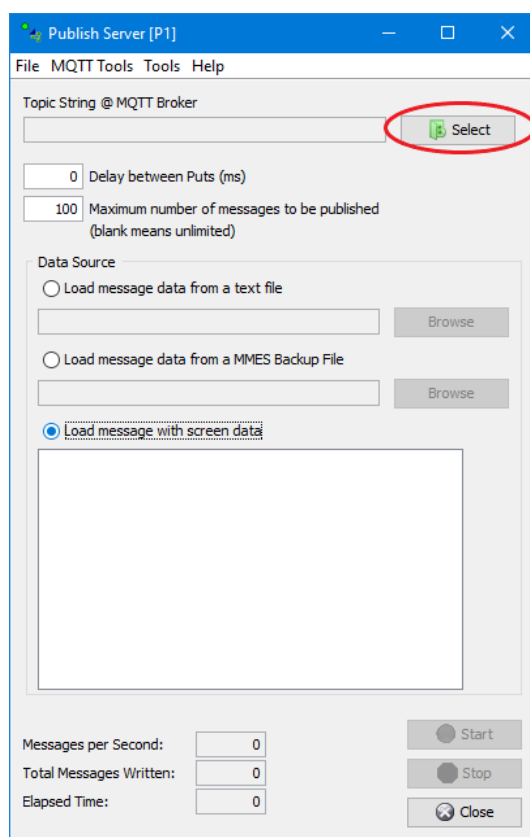 Publish Server [P1]
File MQTT Tools Tools Help
Topic String @ MQTT Broker
Select
0 Delay between Puts (ms)
100 Maximum number of messages to be published
(blank means unlimited)
Data Source
Load message data from a text file
Browse
Load message data from a MMES Backup File
Browse
Load message with screen data
Messages per Second: 0
Start
Total Messages Written: 0
Stop
Elapsed Time: 0
Close